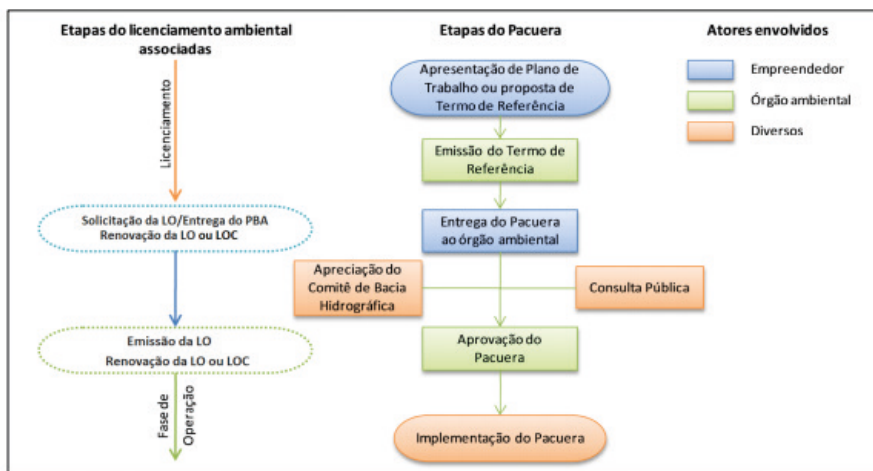 Etapas do licenciamento ambiental
associadas
Licenciamento
Solicitação da LO/Entrega do PBA
Renovação da LO ou LOC
Emissão da LO
Renovação da LO ou LOC
Fase de
Operação
Etapas do Pacuera
Apresentação de Plano de
Trabalho ou proposta de
Termo de Referência
Emissão do Termo de
Referência
Entrega do Pacuera
ao órgão ambiental
Apreciação do
Comitê de Bacia
Hidrográfica
Consulta Pública
Aprovação do
Pacuera
Implementação do Pacuera
Atores envolvidos
Empreendedor
Órgão ambiental
Diversos